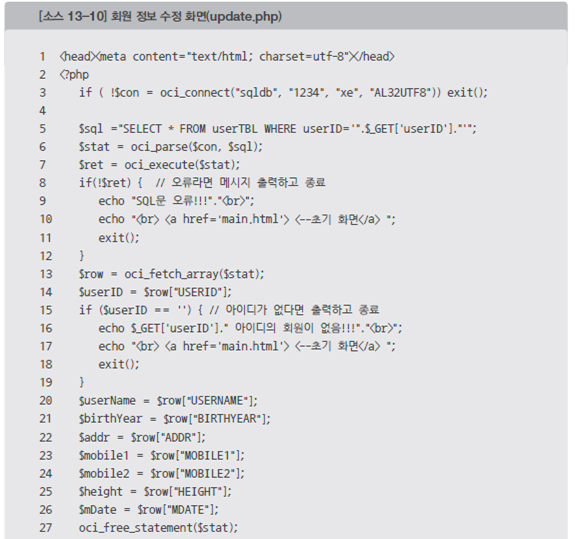 [소스 13-10] 회원 정보 수정 화면(update.php)
1 <head><meta content="text/html; charset=utf-8"></head>
2 <?php
3 if ( !$con = oci_connect("sqldb", "1234", "xe", "AL32UTF8")) exit();
4
5 $sql ="SELECT * FROM userTBL WHERE userID='".$_GET['userID']."'";
6 $stat = oci_parse($con, $sql);
7 $ret = oci_execute($stat);
8 if(!$ret) { // 오류라면 메시지 출력하고 종료
9 echo "SQL문 오류!!!"."<br>";
10 echo "<br> <a href='main.html'> <--초기 화면</a> ";
11 exit();
12 }
13 $row = oci_fetch_array($stat);
14 $userID = $row["USERID"];
15 if ($userID == '') { // 아이디가 없다면 출력하고 종료
16 echo $_GET['userID']." 아이디의 회원이 없음!!!"."<br>";
17 echo "<br> <a href='main.html'> <--초기 화면</a> ";
18 exit();
19 }
20 $userName = $row["USERNAME"];
21 $birthYear = $row["BIRTHYEAR"];
22 $addr = $row["ADDR"];
23 $mobile1 = $row["MOBILE1"];
24 $mobile2 = $row["MOBILE2"];
25 $height = $row["HEIGHT"];
26 $mDate = $row["MDATE"];
27 oci_free_statement($stat);